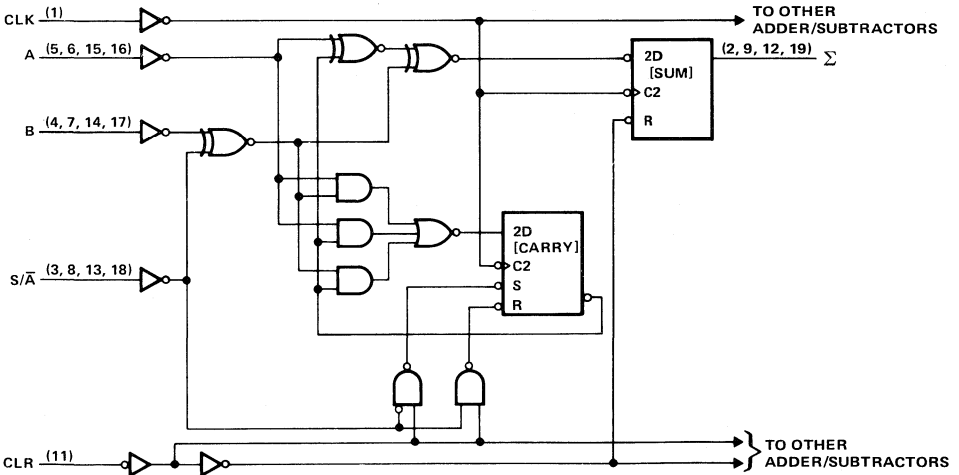 CLK (1)
TO OTHER
ADDER/SUBTRACTORS
A (5, 6, 15, 16)
2D
[SUM]
C2
R
(2, 9, 12, 19) Σ
B (4, 7, 14, 17)
2D
[CARRY]
C2
S
R
S/A̅ (3, 8, 13, 18)
CLR (11)
TO OTHER
ADDER/SUBTRACTORS